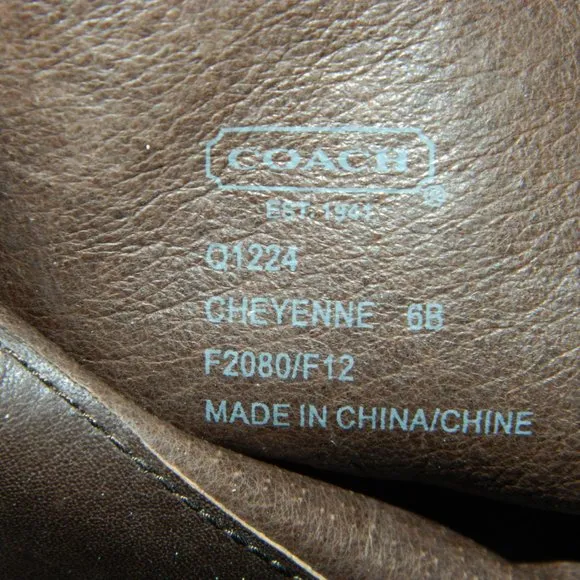 COACH®
EST. 1941
Q1224
CHEYENNE 6B
F2080/F12
MADE IN CHINA/CHINE